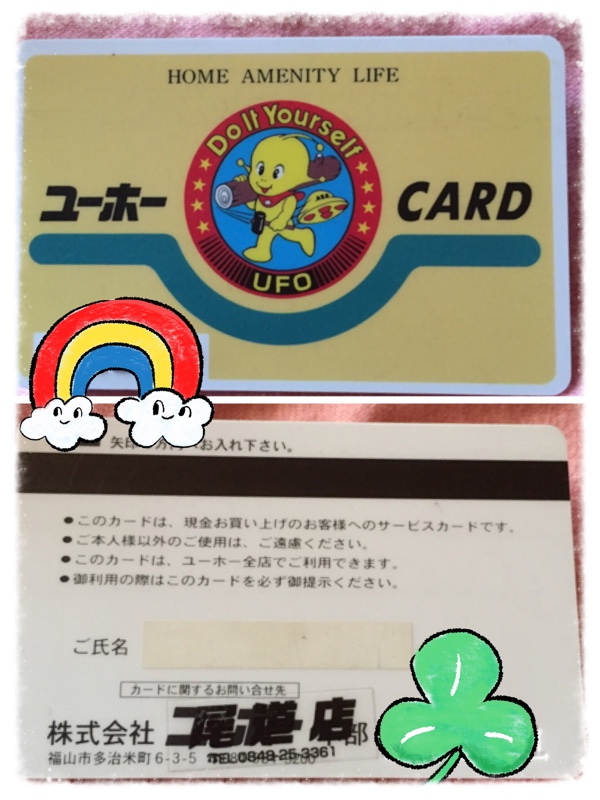 HOME AMENITY LIFE
Do It Yourself
ユーホー
CARD
UFO
矢印
お入れ下さい。
●このカードは、現金お買い上げのお客様へのサービスカードです。
●ご本人様以外のご使用は、ご遠慮ください。
●このカードは、ユーホー全店でご利用できます。
●御利用の際はこのカードを必ず御提示ください。
ご氏名
カードに関するお問い合せ先
株式会社
尾道店
部
福山市多治米町6-3-5
TEL 0848-25-3361